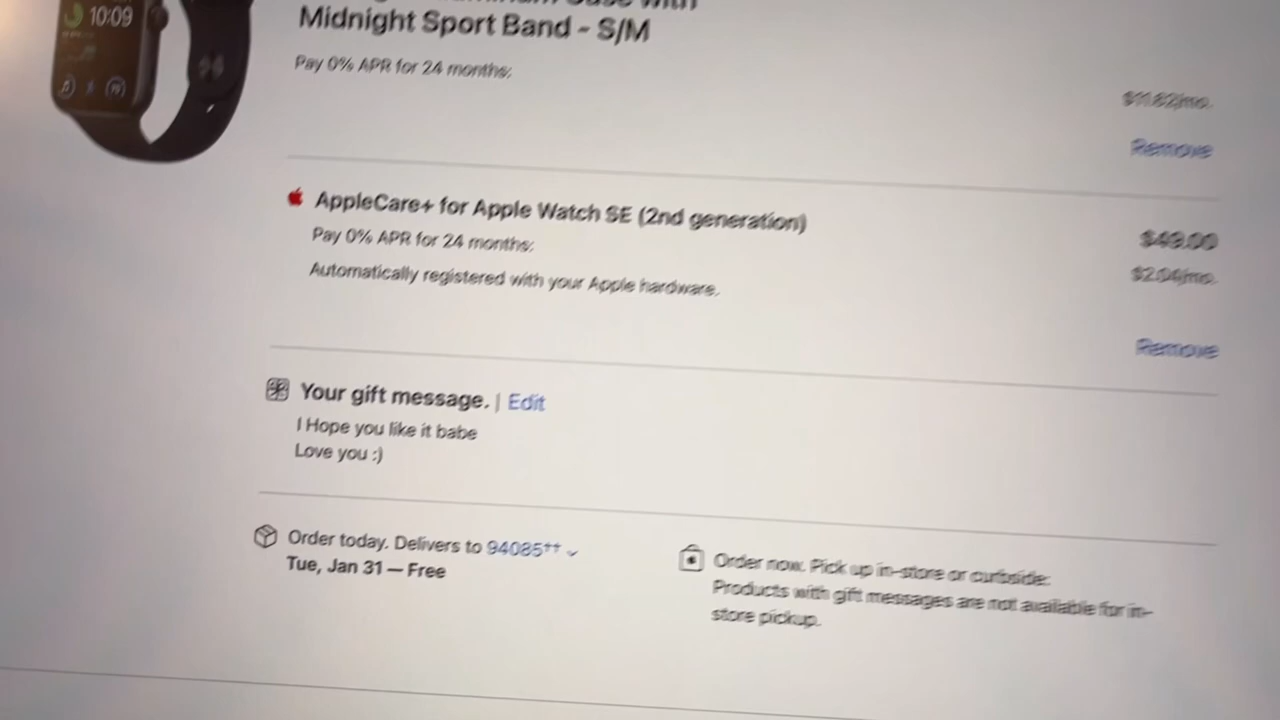 10:09
Midnight Sport Band - S/M
Pay 0% APR for 24 months:
Remove
AppleCare+ for Apple Watch SE (2nd generation)
$49.00
Pay 0% APR for 24 months:
$2.04/mo.
Automatically registered with your Apple hardware.
Remove
Your gift message. | Edit
I Hope you like it babe
Love you :)
Order today. Delivers to 94085††
Tue, Jan 31 — Free
Order now. Pick up in-store or curbside:
Products with gift messages are not available for in-
store pickup.